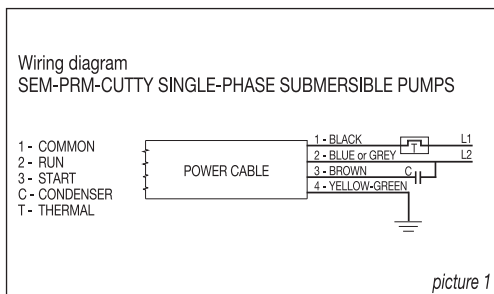 Wiring diagram
SEM-PRM-CUTTY SINGLE-PHASE SUBMERSIBLE PUMPS
1 - COMMON
2 - RUN
3 - START
C - CONDENSER
T - THERMAL
POWER CABLE
1 - BLACK
2 - BLUE or GREY
3 - BROWN
4 - YELLOW-GREEN
T
C
L1
L2
picture 1